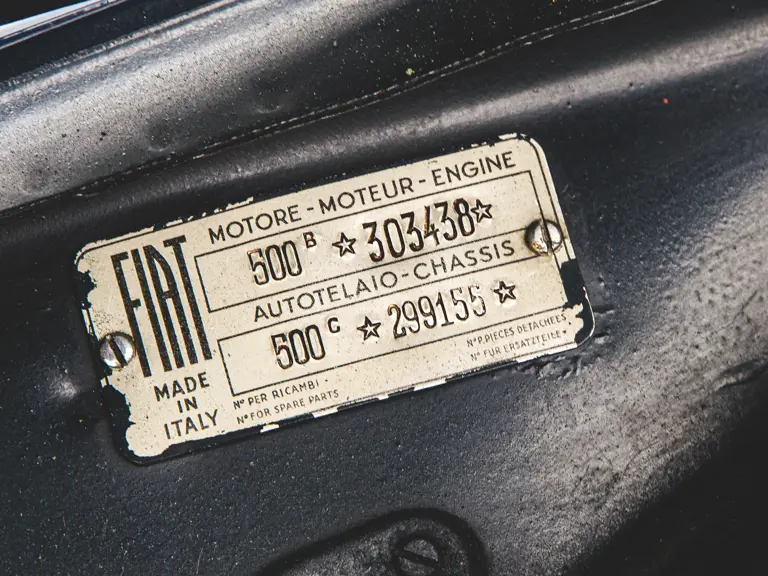 FIAT
MADE
IN
ITALY
MOTORE - MOTEUR - ENGINE
500 B ☆ 303438 ☆
AUTOTELAIO - CHASSIS
500 C ☆ 299155 ☆
Nº PER RICAMBI -
Nº FOR SPARE PARTS
Nº P. PIECES DETACHEES
Nº FUR ERSATZTEILE -